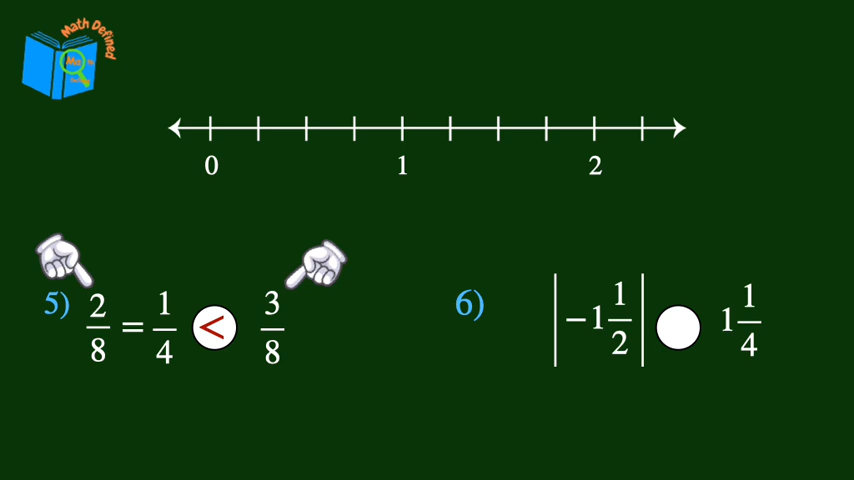 Math Defined
Ma
0 1 2
5) 2/8 = 1/4 < 3/8
6) |−1 1/2| 1 1/4